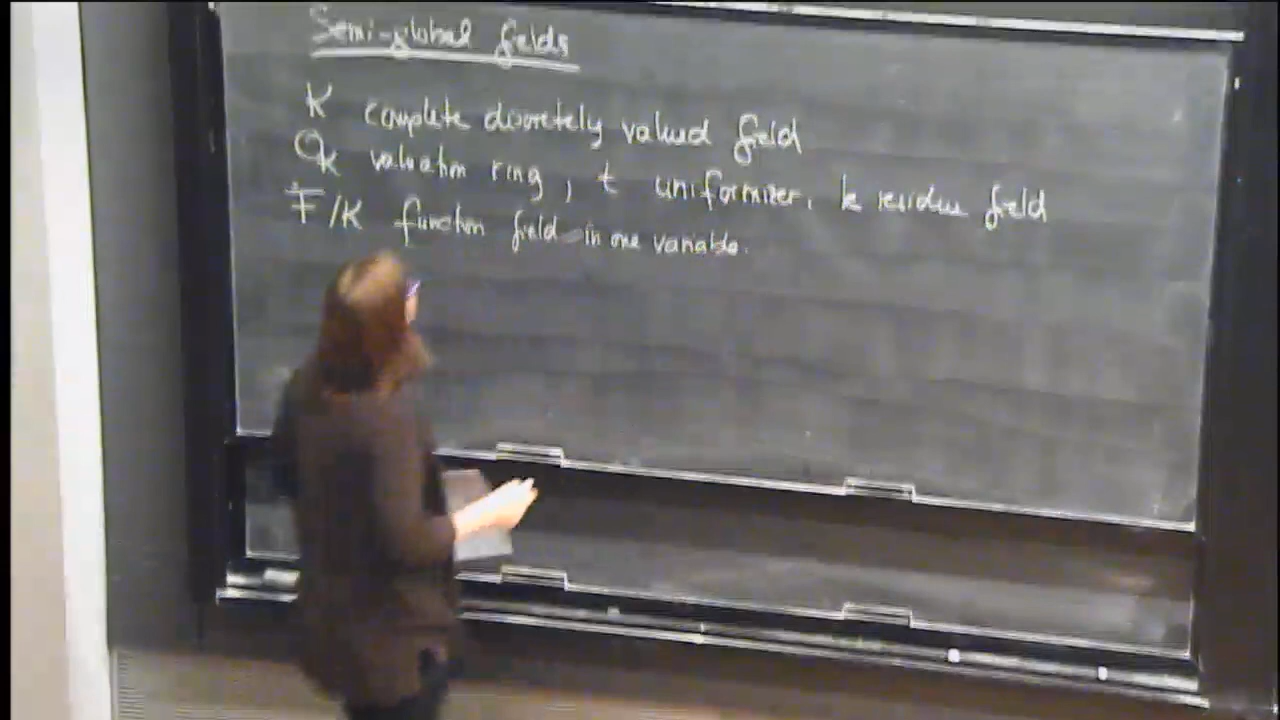 Semi-global fields
K complete discretely valued field
O_K valuation ring, t uniformizer, k residue field
F/K function field in one variable.